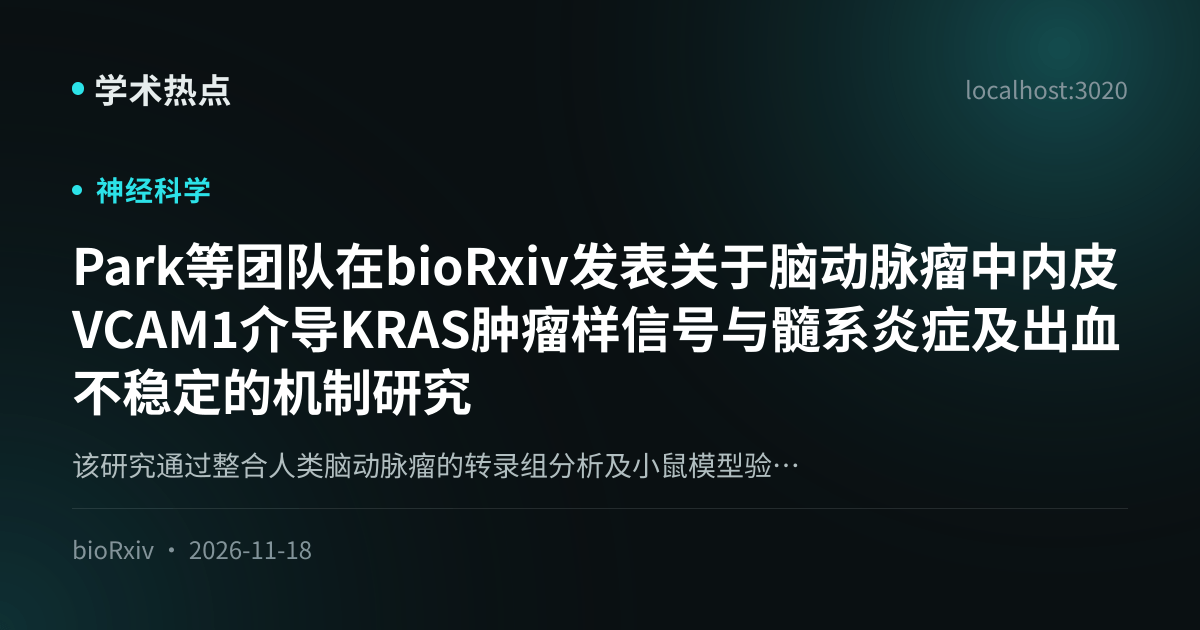 学术热点
localhost:3020
神经科学
Park等团队在bioRxiv发表关于脑动脉瘤中内皮
VCAM1介导KRAS肿瘤样信号与髓系炎症及出血
不稳定的机制研究
该研究通过整合人类脑动脉瘤的转录组分析及小鼠模型验…
bioRxiv · 2026-11-18